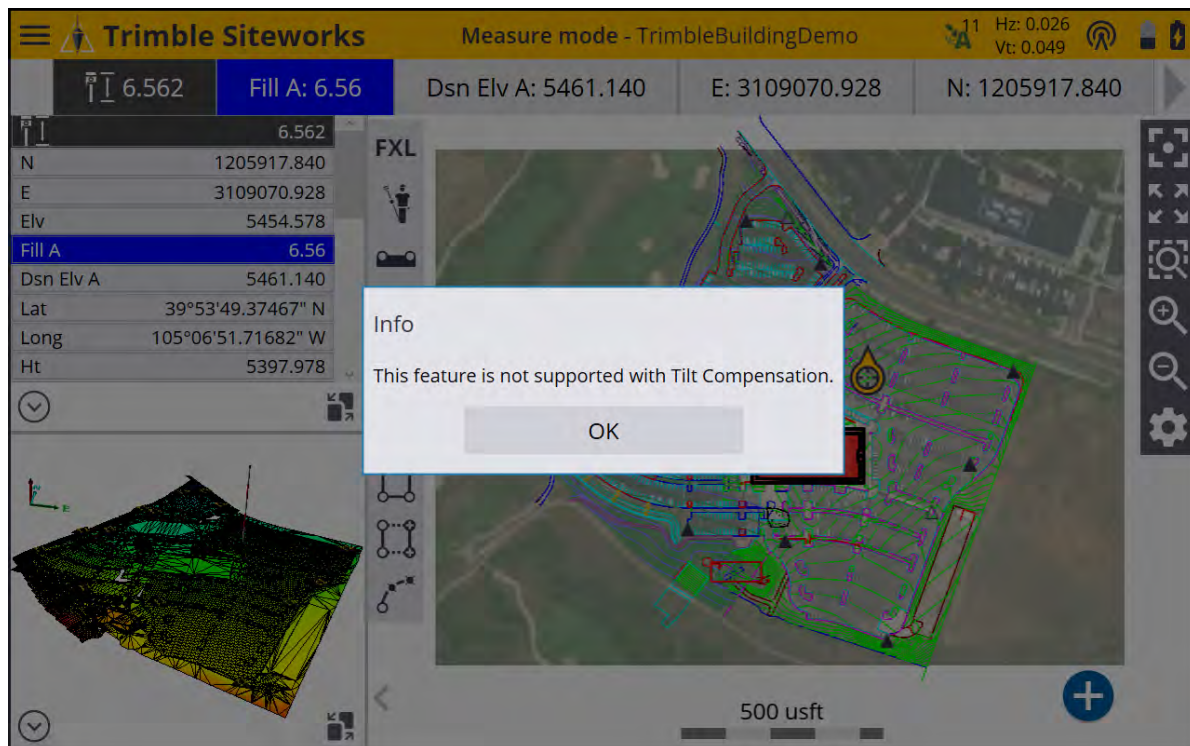 Trimble Siteworks
Measure mode - TrimbleBuildingDemo
11
Hz: 0.026
Vt: 0.049
6.562
Fill A: 6.56
Dsn Elv A: 5461.140
E: 3109070.928
N: 1205917.840
6.562
N 1205917.840
E 3109070.928
Elv 5454.578
Fill A 6.56
Dsn Elv A 5461.140
Lat 39°53'49.37467" N
Long 105°06'51.71682" W
Ht 5397.978
FXL
Info
This feature is not supported with Tilt Compensation.
OK
E
500 usft